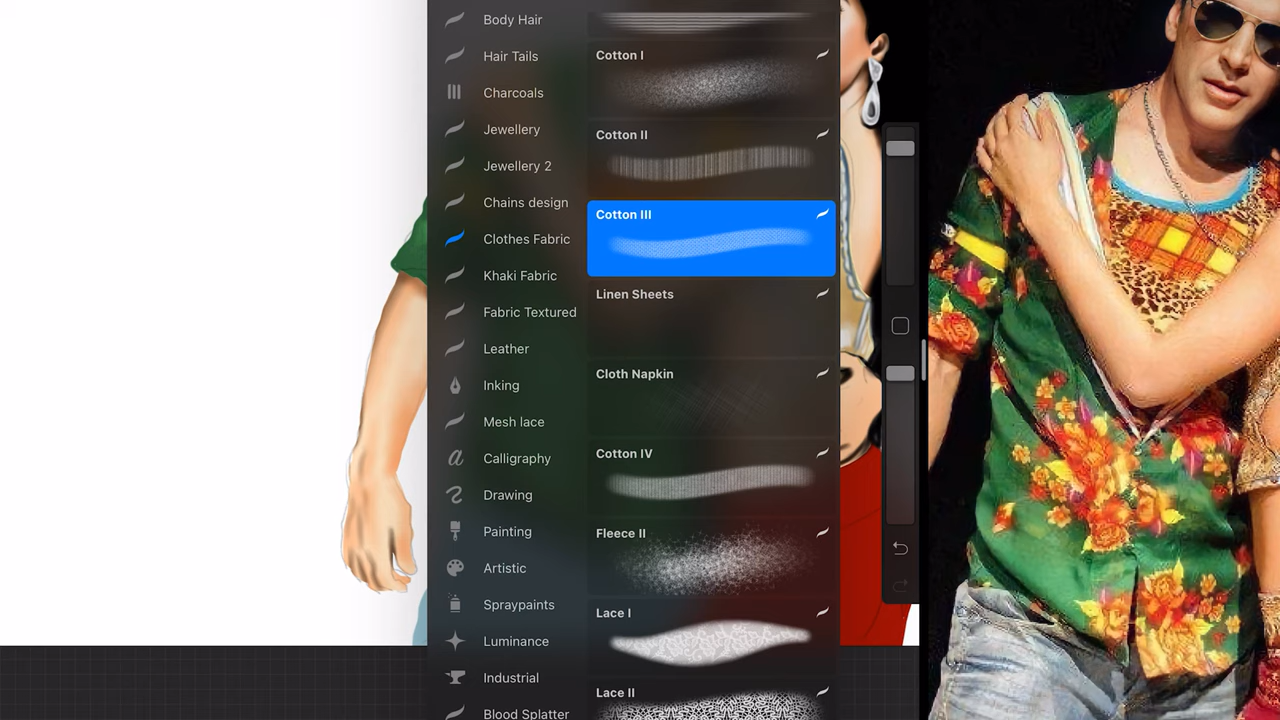 Body Hair
Hair Tails
Charcoals
Jewellery
Jewellery 2
Chains design
Clothes Fabric
Khaki Fabric
Fabric Textured
Leather
Inking
Mesh lace
Calligraphy
Drawing
Painting
Artistic
Spraypaints
Luminance
Industrial
Blood Splatter
Cotton I
Cotton II
Cotton III
Linen Sheets
Cloth Napkin
Cotton IV
Fleece II
Lace I
Lace II